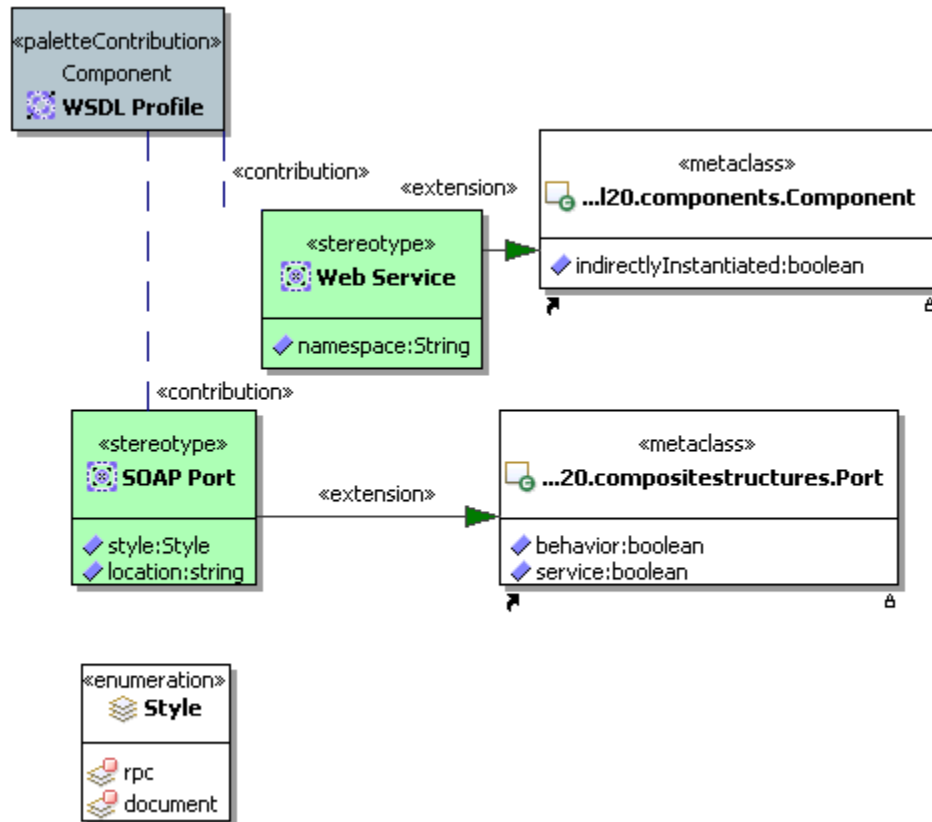 «paletteContribution»
Component
WSDL Profile
«contribution»
«extension»
«metaclass»
...l20.components.Component
indirectlyInstantiated:boolean
«stereotype»
Web Service
namespace:String
«contribution»
«stereotype»
SOAP Port
style:Style
location:string
«extension»
«metaclass»
...20.compositestructures.Port
behavior:boolean
service:boolean
«enumeration»
Style
rpc
document